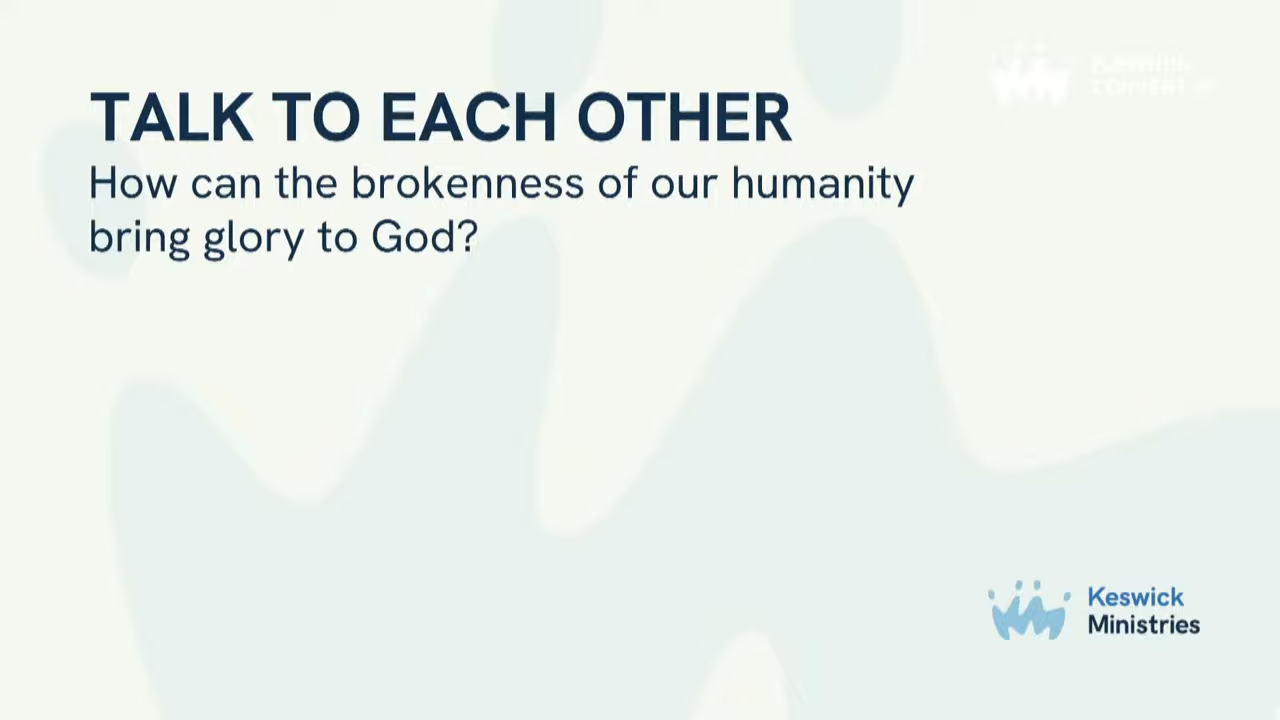 TALK TO EACH OTHER
How can the brokenness of our humanity
bring glory to God?
Keswick
Ministries